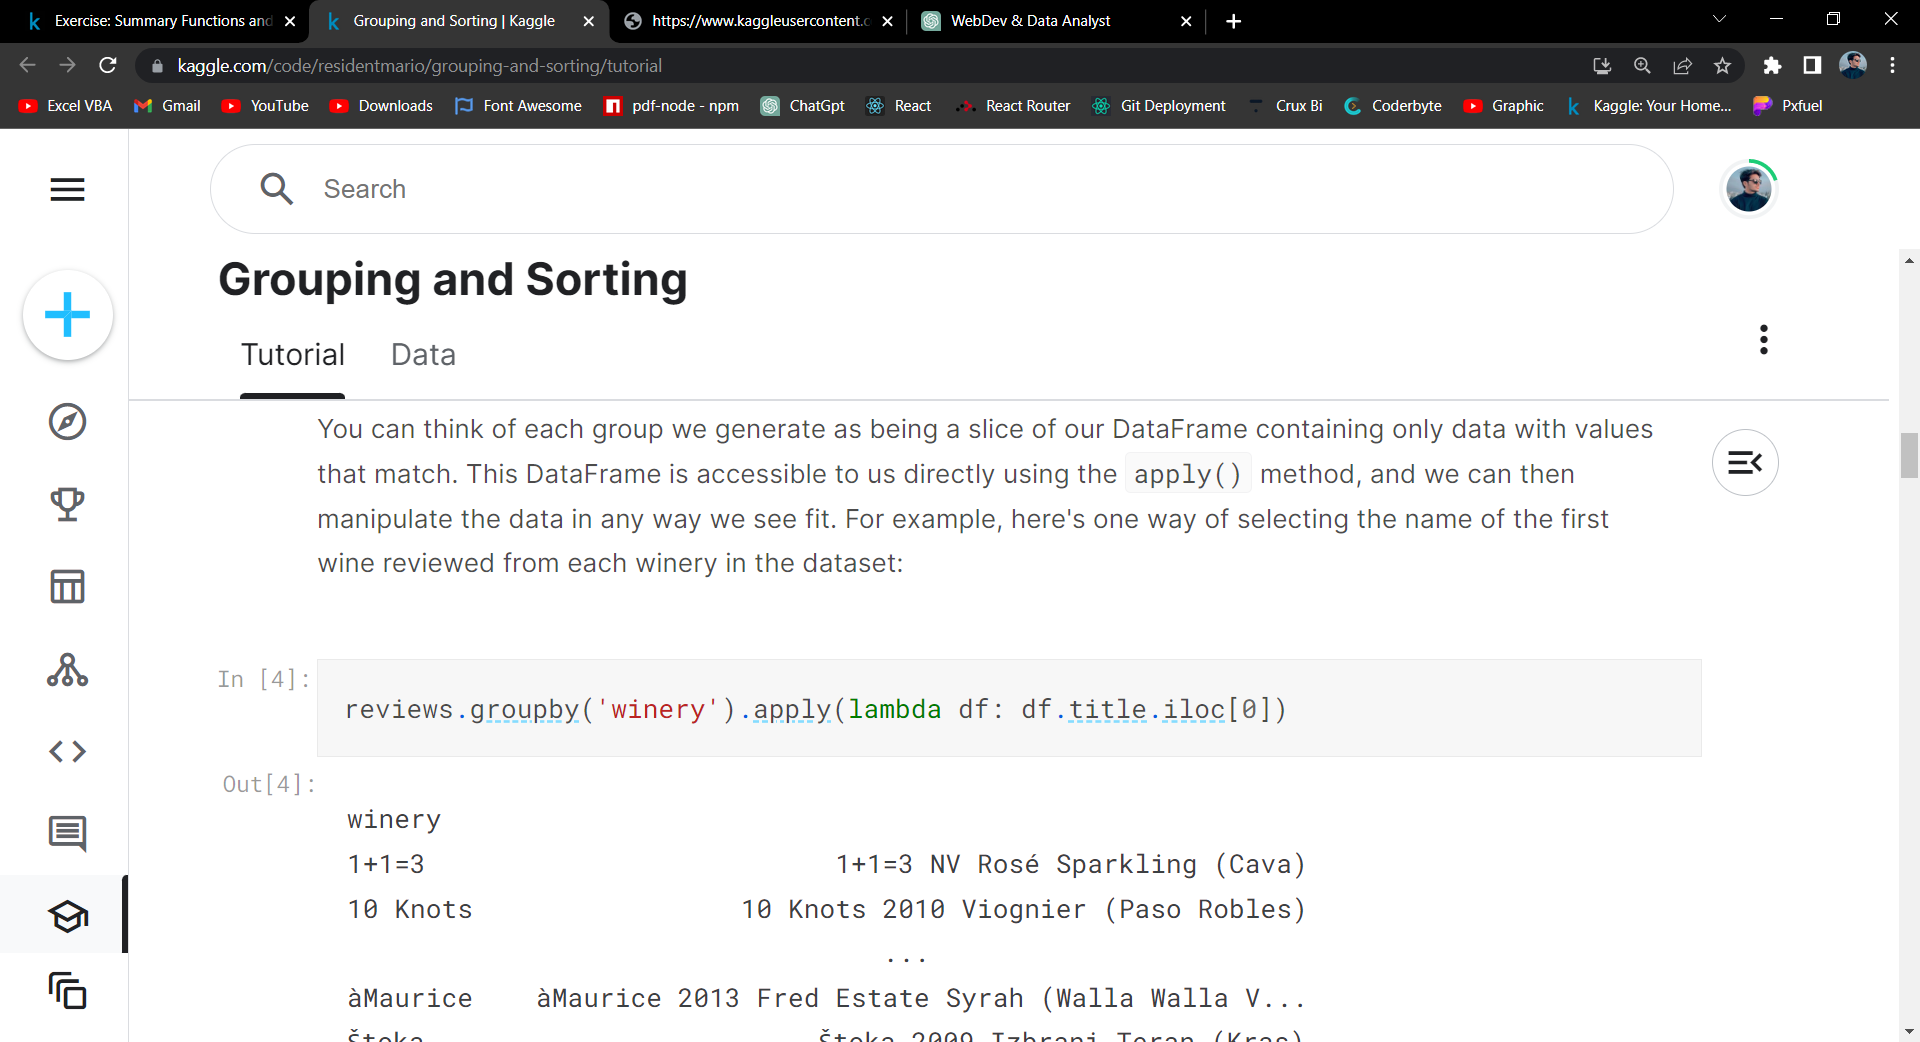 Exercise: Summary Functions and
Grouping and Sorting | Kaggle
https://www.kaggleusercontent.c
WebDev & Data Analyst
kaggle.com/code/residentmario/grouping-and-sorting/tutorial
Excel VBA
Gmail
YouTube
Downloads
Font Awesome
pdf-node - npm
ChatGpt
React
React Router
Git Deployment
Crux Bi
Coderbyte
Graphic
Kaggle: Your Home...
Pxfuel
Search
Grouping and Sorting
Tutorial
Data
You can think of each group we generate as being a slice of our DataFrame containing only data with values
that match. This DataFrame is accessible to us directly using the apply() method, and we can then
manipulate the data in any way we see fit. For example, here's one way of selecting the name of the first
wine reviewed from each winery in the dataset:
In [4]:
reviews.groupby('winery').apply(lambda df: df.title.iloc[0])
Out[4]:
winery
1+1=3 1+1=3 NV Rosé Sparkling (Cava)
10 Knots 10 Knots 2010 Viognier (Paso Robles)
...
àMaurice àMaurice 2013 Fred Estate Syrah (Walla Walla V...
Štoka Štoka 2009 Izbrani Teran (Kras)